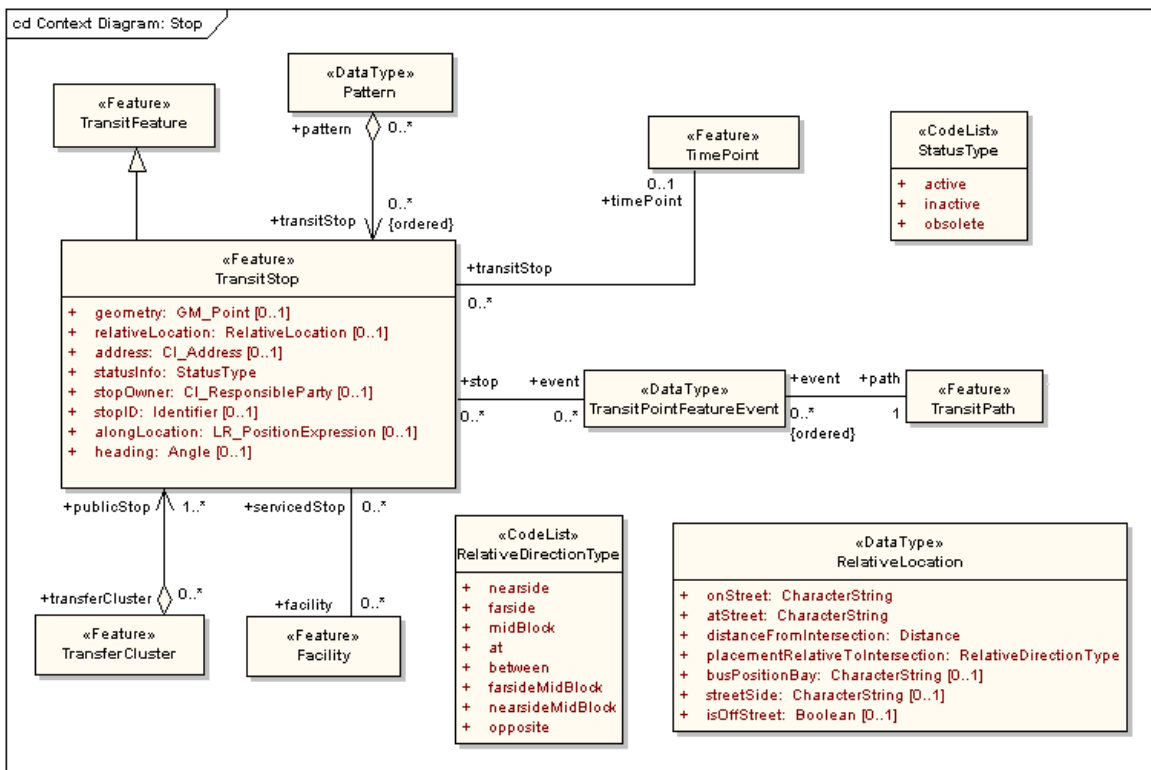 cd Context Diagram: Stop
«DataType»
Pattern
«Feature»
TransitFeature
+pattern
0..*
«Feature»
TimePoint
«CodeList»
StatusType
+ active
+ inactive
+ obsolete
0..1
+timePoint
0..*
+transitStop
{ordered}
«Feature»
TransitStop
+ geometry: GM_Point [0..1]
+ relativeLocation: RelativeLocation [0..1]
+ address: CI_Address [0..1]
+ statusInfo: StatusType
+ stopOwner: CI_ResponsibleParty [0..1]
+ stopID: Identifier [0..1]
+ alongLocation: LR_PositionExpression [0..1]
+ heading: Angle [0..1]
+transitStop
0..*
+stop
+event
0..*
0..*
«DataType»
TransitPointFeatureEvent
+event
+path
0..*
1
{ordered}
«Feature»
TransitPath
+publicStop
1..*
+servicedStop
0..*
+transferCluster
0..*
+facility
0..*
«Feature»
TransferCluster
«Feature»
Facility
«CodeList»
RelativeDirectionType
+ nearside
+ farside
+ midBlock
+ at
+ between
+ farsideMidBlock
+ nearsideMidBlock
+ opposite
«DataType»
RelativeLocation
+ onStreet: CharacterString
+ atStreet: CharacterString
+ distanceFromIntersection: Distance
+ placementRelativeToIntersection: RelativeDirectionType
+ busPositionBay: CharacterString [0..1]
+ streetSide: CharacterString [0..1]
+ isOffStreet: Boolean [0..1]